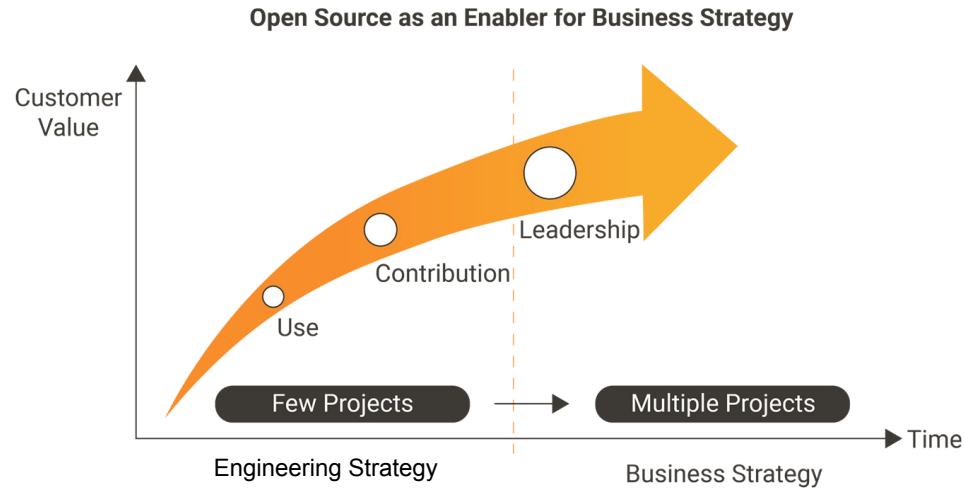 Open Source as an Enabler for Business Strategy
Customer
Value
Leadership
Contribution
Use
Few Projects
Multiple Projects
Time
Engineering Strategy
Business Strategy